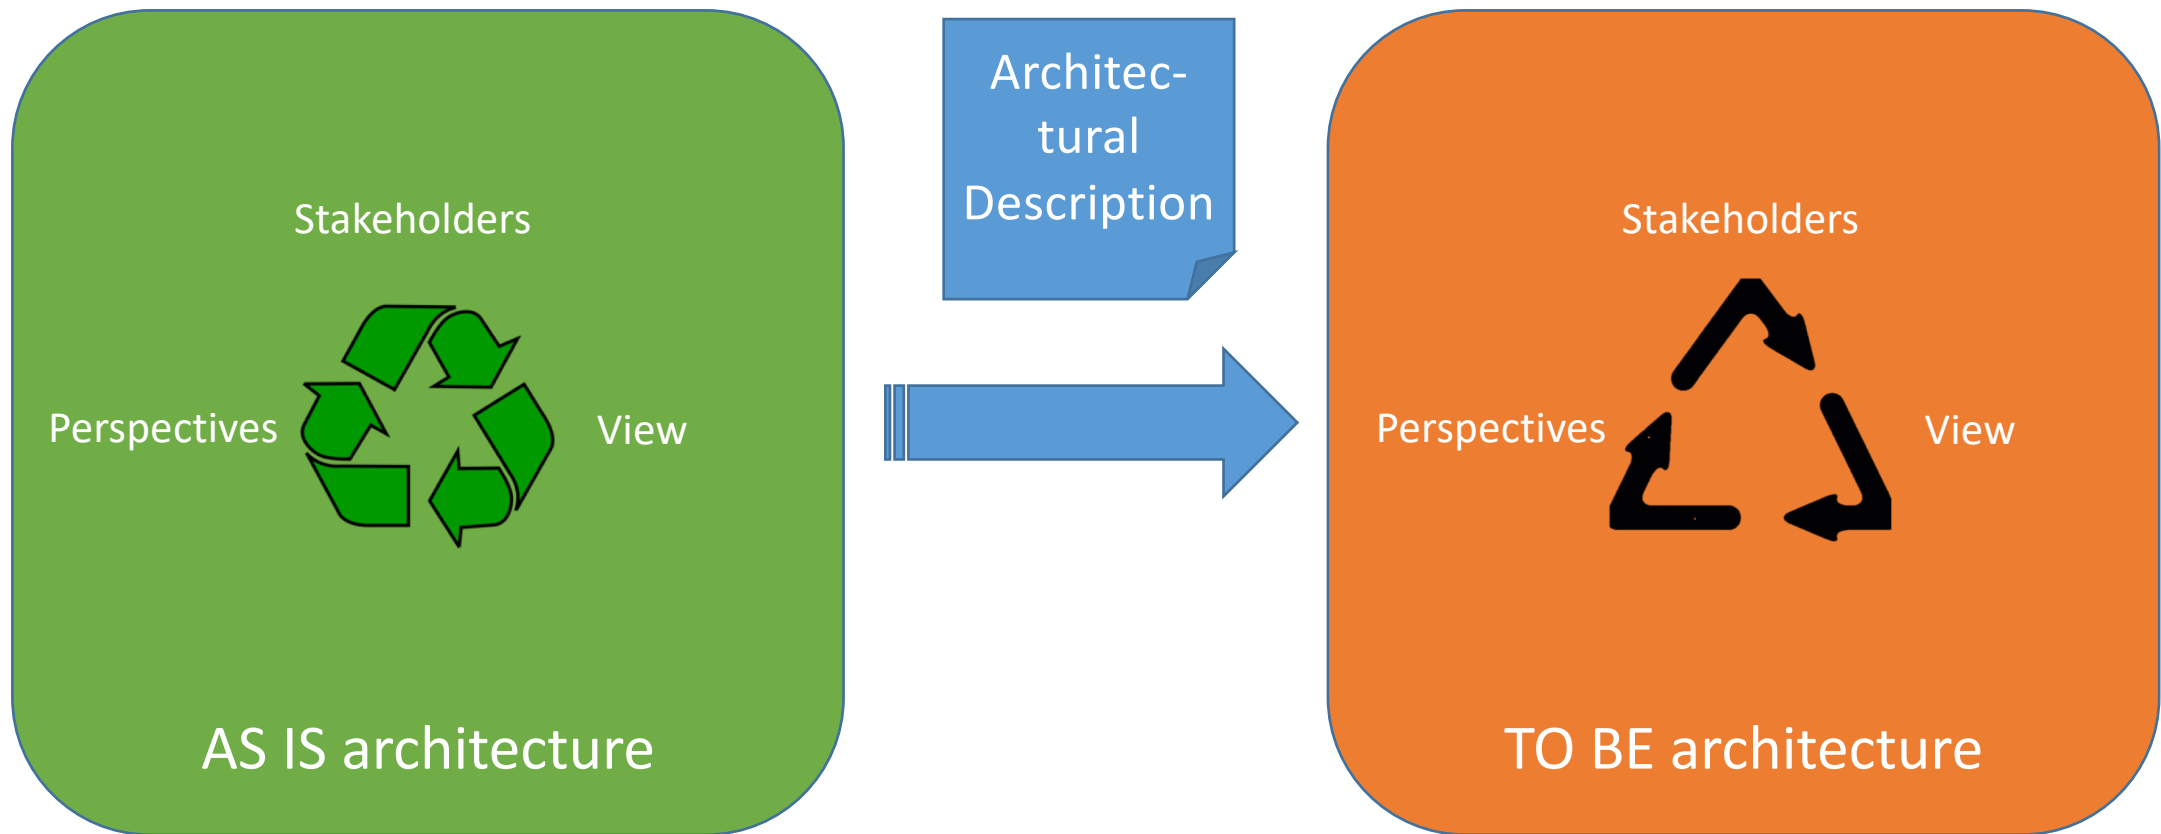 Stakeholders
Perspectives
View
AS IS architecture
Architec-
tural
Description
Stakeholders
Perspectives
View
TO BE architecture